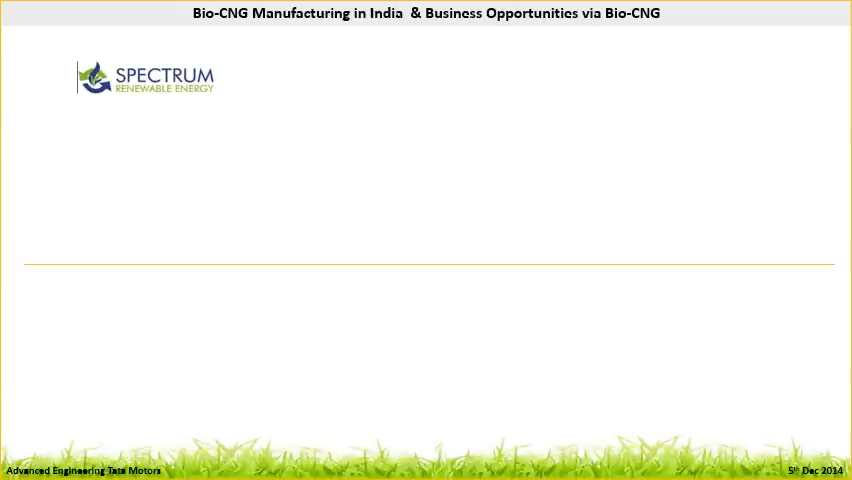 Bio-CNG Manufacturing in India & Business Opportunities via Bio-CNG
SPECTRUM
RENEWABLE ENERGY
Advanced Engineering Tata Motors
5th Dec 2014